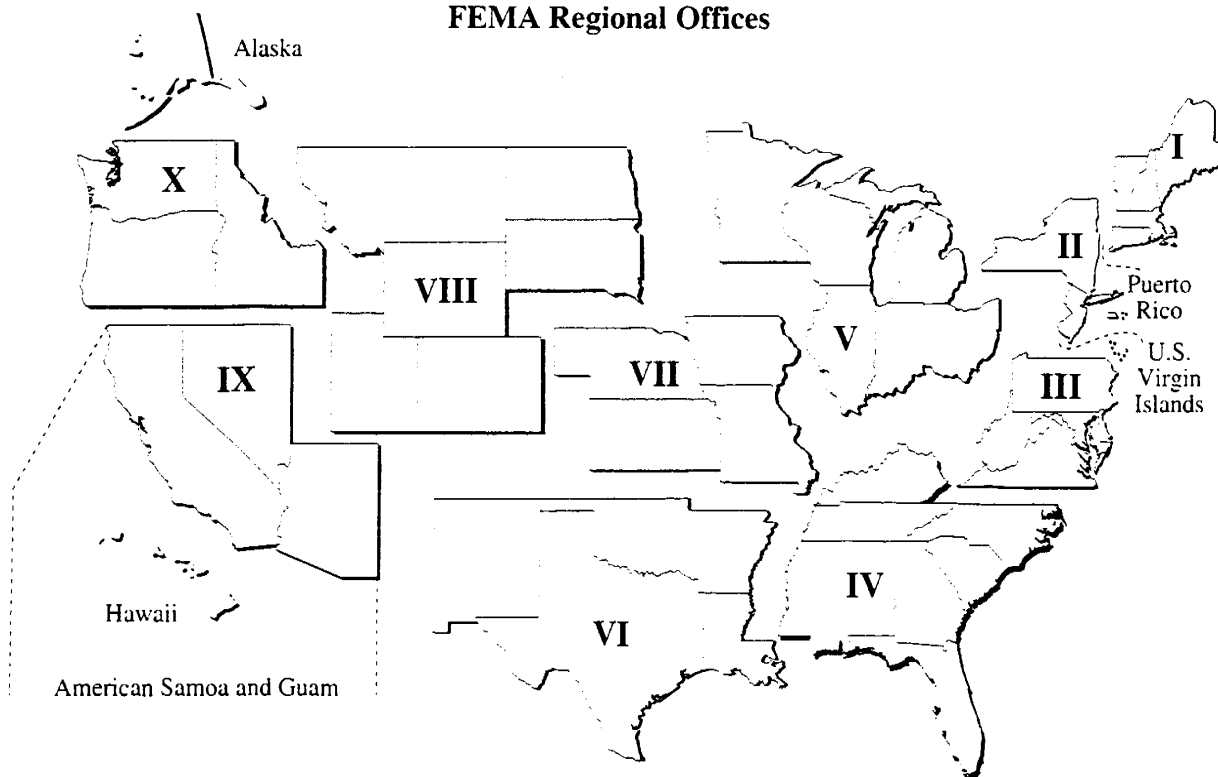 FEMA Regional Offices
Alaska
I
X
II
VIII
Puerto
Rico
V
U.S.
Virgin
Islands
IX
VII
III
IV
Hawaii
VI
American Samoa and Guam